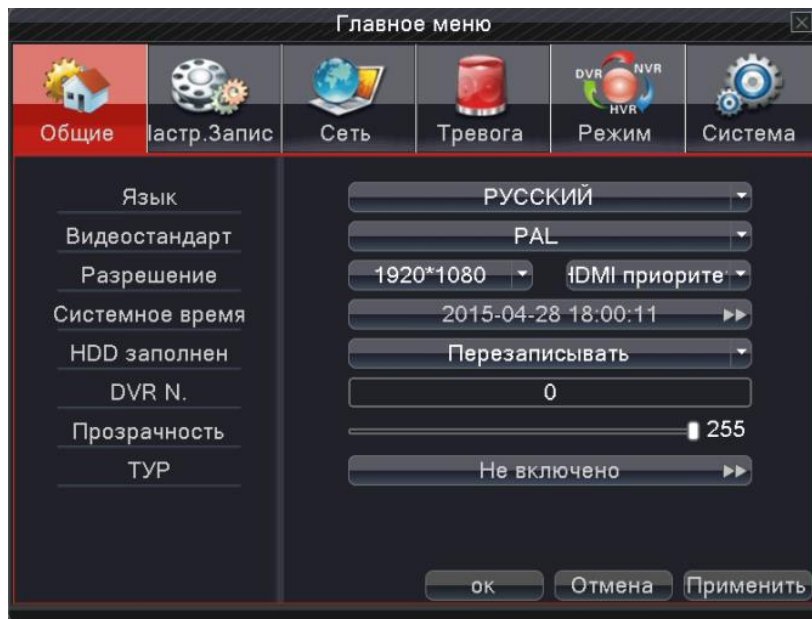 Главное меню
DVR NVR
HVR
Общие астр.Запис Сеть Тревога Режим Система
Язык РУССКИЙ
Видеостандарт PAL
Разрешение 1920*1080 HDMI приорите
Системное время 2015-04-28 18:00:11
HDD заполнен Перезаписывать
DVR N. 0
Прозрачность 255
ТУР Не включено
ок Отмена Применить